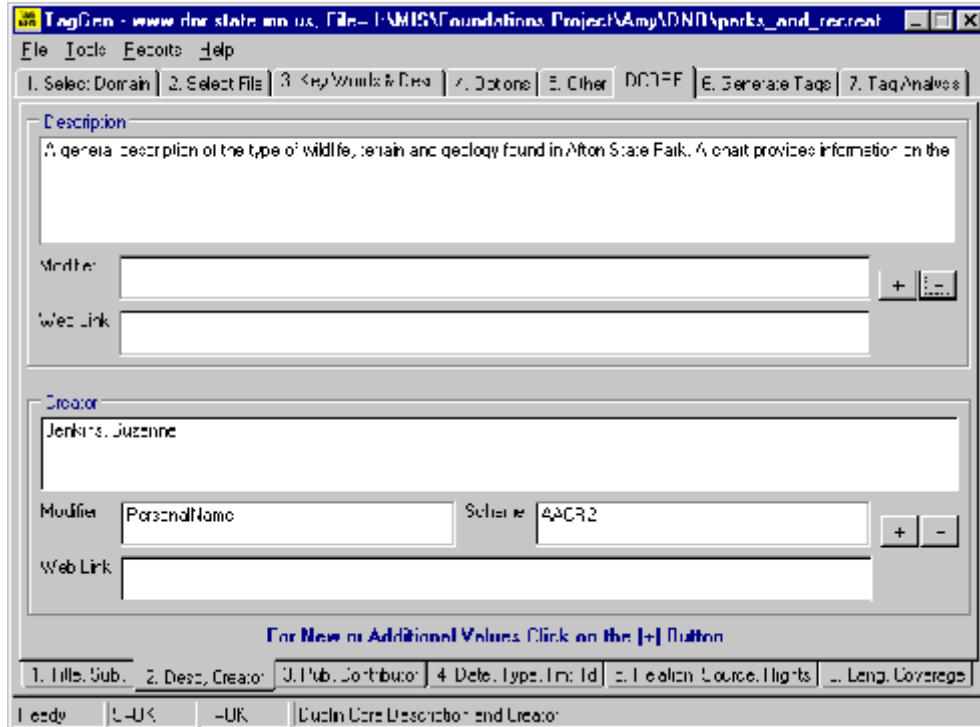 TagGen - www dnr state mn us, File= I:\MIS\Foundations Project\Amy\DNR\parks_and_recreat
File Tools Reports Help
1. Select Domain 2. Select File 3. Key Words & Desc 4. Options 5. Other 6. Generate Tags 7. Tag Analysis
Description
A general description of the type of wildlife, terrain and geology found in Afton State Park. A chart provides information on the
Modifier
+ -
Web Link
Creator
Jenkins, Suzanne
Modifier PersonalName Scheme AACR2
+ -
Web Link
For New or Additional Values Click on the [+] Button
1. Title, Sub. 2. Desc, Creator 3. Pub, Contributor 4. Date, Type, Fmt, Id 5. Relation, Source, Rights 6. Lang, Coverage
Ready Dublin Core Description and Creator